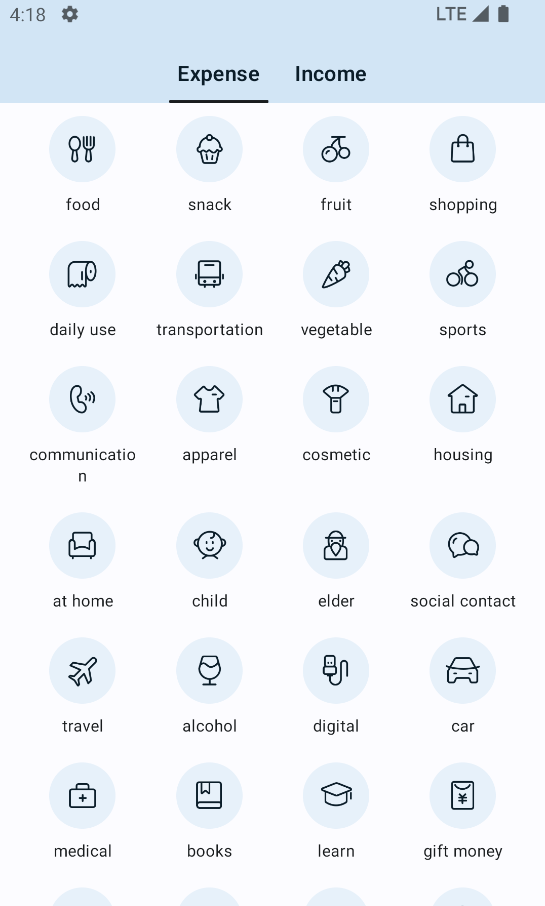 4:18 LTE
Expense Income
food snack fruit shopping
daily use transportation vegetable sports
communicatio apparel cosmetic housing
n
at home child elder social contact
travel alcohol digital car
¥
medical books learn gift money